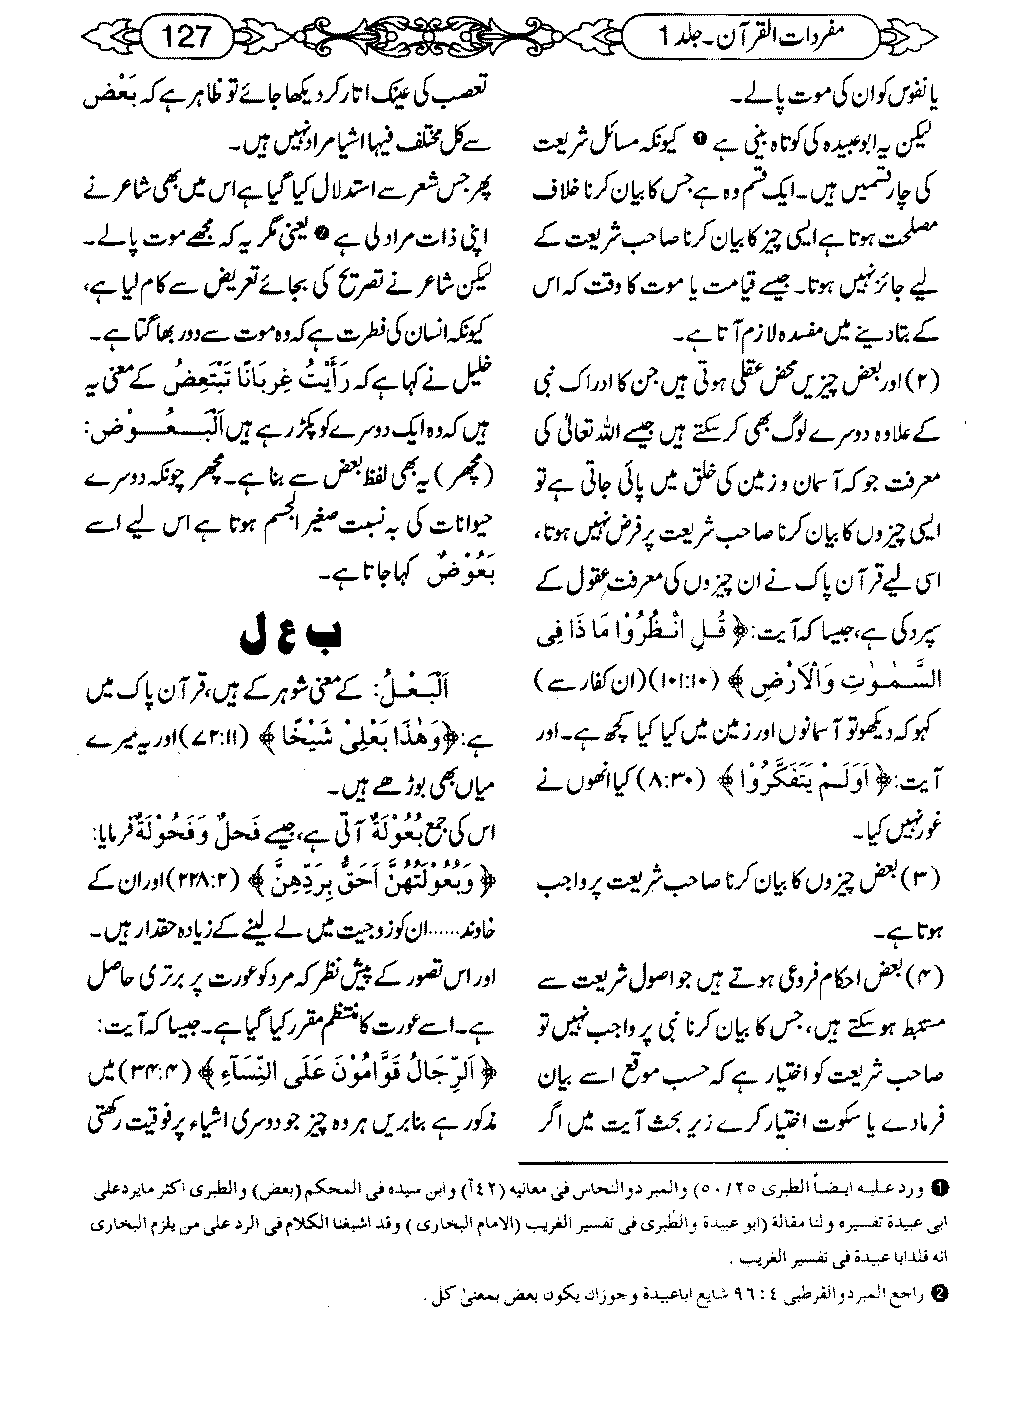 مفردات القرآن۔ جلد 1
127
یا نفوس کو ان کی موت پالے۔
لیکن یہ ابو عبیدہ کی کوتاہ بینی ہے ❶ کیونکہ مسائل شریعت
کی چار قسمیں ہیں۔ ایک قسم وہ ہے جس کا بیان کرنا خلاف
مصلحت ہوتا ہے ایسی چیز کا بیان کرنا صاحب شریعت کے
لیے جائز نہیں ہوتا۔ جیسے قیامت یا موت کا وقت کہ اس
کے بتا دینے میں مفسدہ لازم آتا ہے۔
(۲) اور بعض چیزیں محض عقلی ہوتی ہیں جن کا ادراک نبی
کے علاوہ دوسرے لوگ بھی کر سکتے ہیں جیسے اللہ تعالیٰ کی
معرفت جو کہ آسمان و زمین کی خلق میں پائی جاتی ہے تو
ایسی چیزوں کا بیان کرنا صاحب شریعت پر فرض نہیں ہوتا،
اسی لیے قرآن پاک نے ان چیزوں کی معرفت عقول کے
سپرد کی ہے، جیسا کہ آیت: ﴿قُلِ انْظُرُوْا مَا ذَا فِی
السَّمٰوٰتِ وَالْاَرْضِ﴾ (۱۰:۱۰۱) (ان کفار سے)
کہو کہ دیکھو تو آسمانوں اور زمین میں کیا کیا کچھ ہے۔ اور
آیت: ﴿اَوَلَمْ یَتَفَکَّرُوْا﴾ (۸:۳۰) کیا انھوں نے
غور نہیں کیا۔
(۳) بعض چیزوں کا بیان کرنا صاحب شریعت پر واجب
ہوتا ہے۔
(۴) بعض احکام فروعی ہوتے ہیں جو اصول شریعت سے
مستنبط ہو سکتے ہیں، جس کا بیان کرنا نبی پر واجب نہیں تو
صاحب شریعت کو اختیار ہے کہ حسب موقع اسے بیان
فرمادے یا سکوت اختیار کرے زیر بحث آیت میں اگر
تعصب کی عینک اتار کر دیکھا جائے تو ظاہر ہے کہ بَعْض
سے کل مختلف فیہا اشیا مراد نہیں ہیں۔
پھر جس شعر سے استدلال کیا گیا ہے اس میں بھی شاعر نے
اپنی ذات مراد لی ہے ❷ یعنی مگر یہ کہ مجھے موت پالے۔
لیکن شاعر نے تصریح کی بجائے تعریض سے کام لیا ہے،
کیونکہ انسان کی فطرت ہے کہ وہ موت سے دور بھاگتا ہے۔
خلیل نے کہا ہے کہ رَأَیْتُ غِرْبَانًا تَبْتَعِضُ کے معنی یہ
ہیں کہ وہ ایک دوسرے کو پکڑ رہے ہیں اَلْبَعُوْضُ:
(مچھر) یہ بھی لفظ بعض سے بنا ہے۔ مچھر چونکہ دوسرے
حیوانات کی بہ نسبت صغیر الجسم ہوتا ہے اس لیے اسے
بَعُوْضٌ کہا جاتا ہے۔
ب ع ل
اَلْبَعْلُ: کے معنی شوہر کے ہیں، قرآن پاک میں
ہے: ﴿وَھٰذَا بَعْلِیْ شَیْخًا﴾ (۷۲:۱۱) اور یہ میرے
میاں بھی بوڑھے ہیں۔
اس کی جمع بُعُوْلَةٌ آتی ہے، جیسے فَحْلٌ وَفَحُوْلَةٌ فرمایا:
﴿وَبُعُوْلَتُھُنَّ اَحَقُّ بِرَدِّھِنَّ﴾ (۲۲۸:۲) اور ان کے
خاوند......ان کو زوجیت میں لے لینے کے زیادہ حقدار ہیں۔
اور اس تصور کے پیش نظر کہ مرد کو عورت پر برتری حاصل
ہے۔ اسے عورت کا منتظم مقرر کیا گیا ہے۔ جیسا کہ آیت:
﴿اَلرِّجَالُ قَوَّامُوْنَ عَلَی النِّسَآءِ﴾ (۳۴:۴) میں
مذکور ہے بنابریں ہر وہ چیز جو دوسری اشیاء پر فوقیت رکھتی
❶ ورد علیه ایضاً الطبری ۲۵/۵۰) والمبرد والنحاس فی معانیه (۴۲أ) وابن سیده فی المحکم (بعض) والطبری اکثر مایرد علی
ابی عبیدة تفسیره ولنا مقالة (ابو عبیدة والطبری فی تفسیر الغریب (الامام البخاری) وقد اشبعنا الکلام فی الرد علی من یلزم البخاری
انه قلد ابا عبیدة فی تفسیر الغریب.
❷ راجع المبرد والقرطبی ٤ : ٩٦ شایع اباعبیدة وجوزان یکون بعض بمعنیٰ کل.